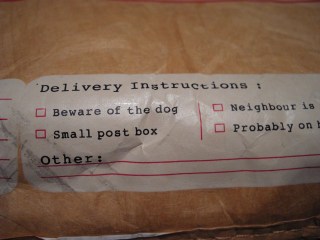 Delivery Instructions :
Beware of the dog
Neighbour is
Small post box
Probably on
Other: